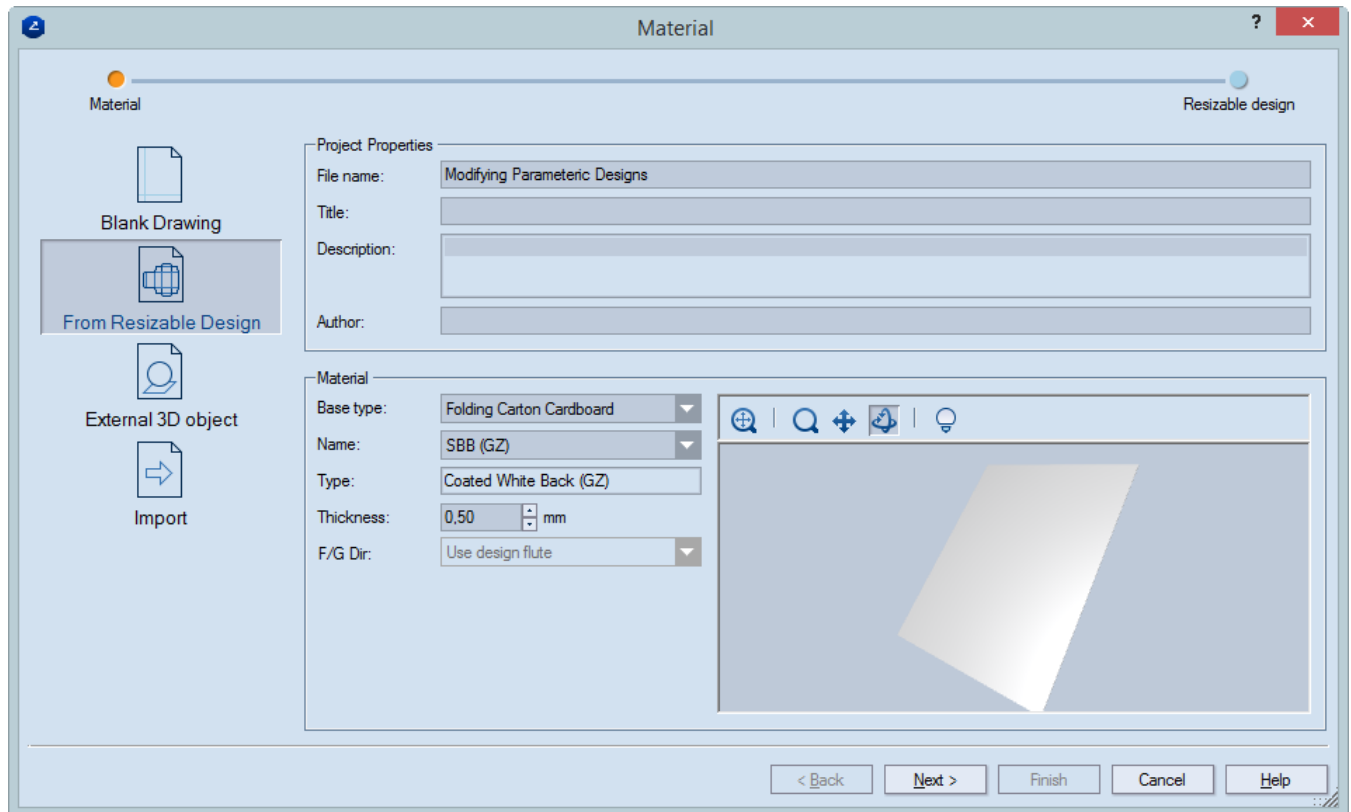 Material
?
Material
Resizable design
Blank Drawing
From Resizable Design
External 3D object
Import
Project Properties
File name: Modifying Parameteric Designs
Title:
Description:
Author:
Material
Base type: Folding Carton Cardboard
Name: SBB (GZ)
Type: Coated White Back (GZ)
Thickness: 0,50 mm
F/G Dir: Use design flute
< Back Next > Finish Cancel Help